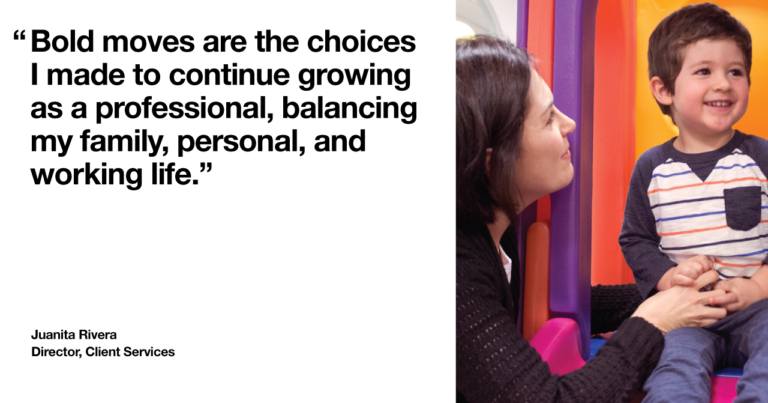 “Bold moves are the choices
I made to continue growing
as a professional, balancing
my family, personal, and
working life.”
Juanita Rivera
Director, Client Services